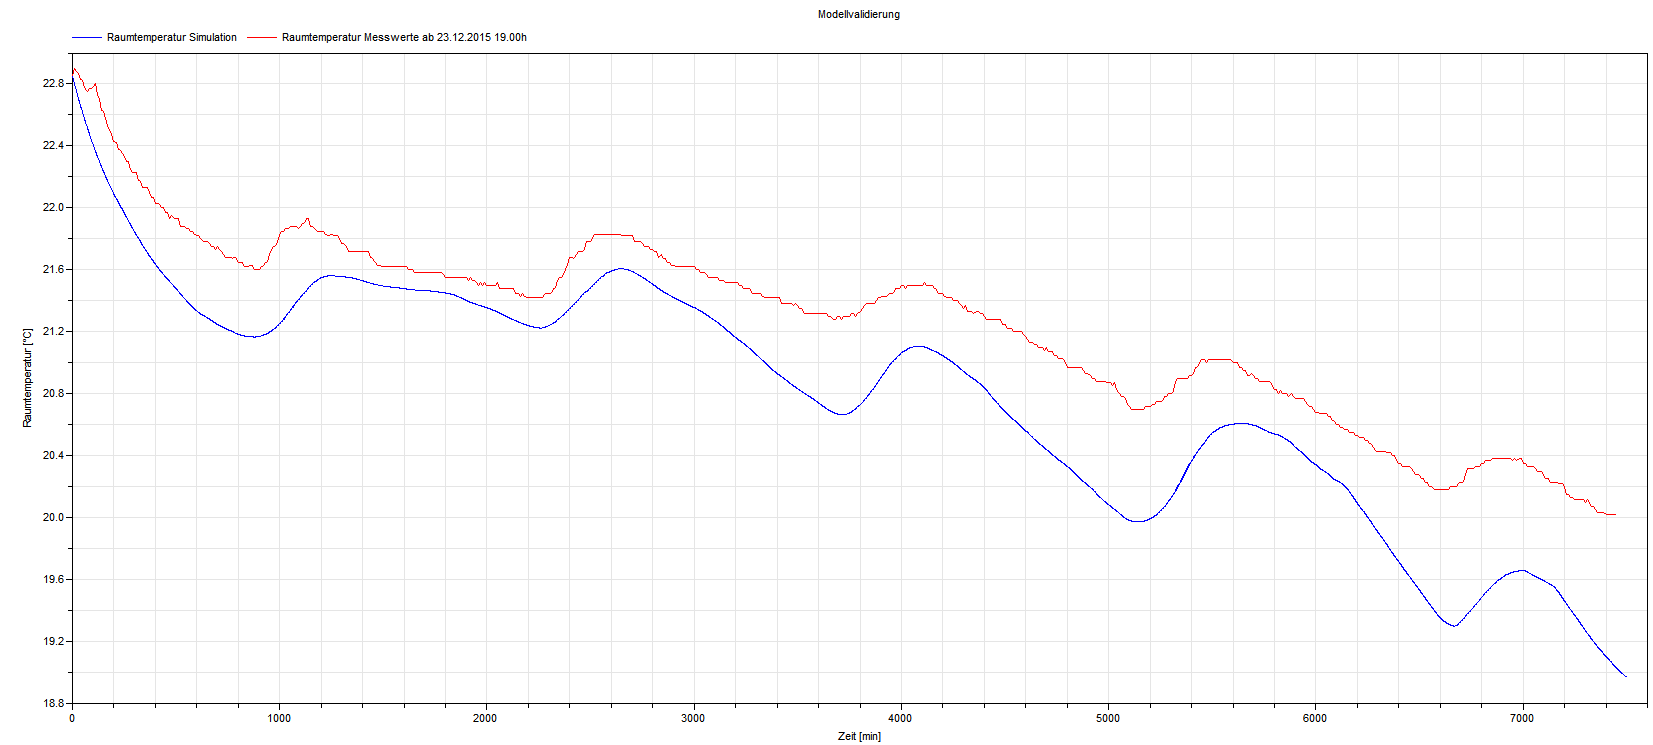 Modellvalidierung
Raumtemperatur Simulation Raumtemperatur Messwerte ab 23.12.2015 19.00h
22.8
22.4
22.0
21.6
21.2
20.8
20.4
20.0
19.6
19.2
18.8
Raumtemperatur [°C]
0 1000 2000 3000 4000 5000 6000 7000
Zeit [min]